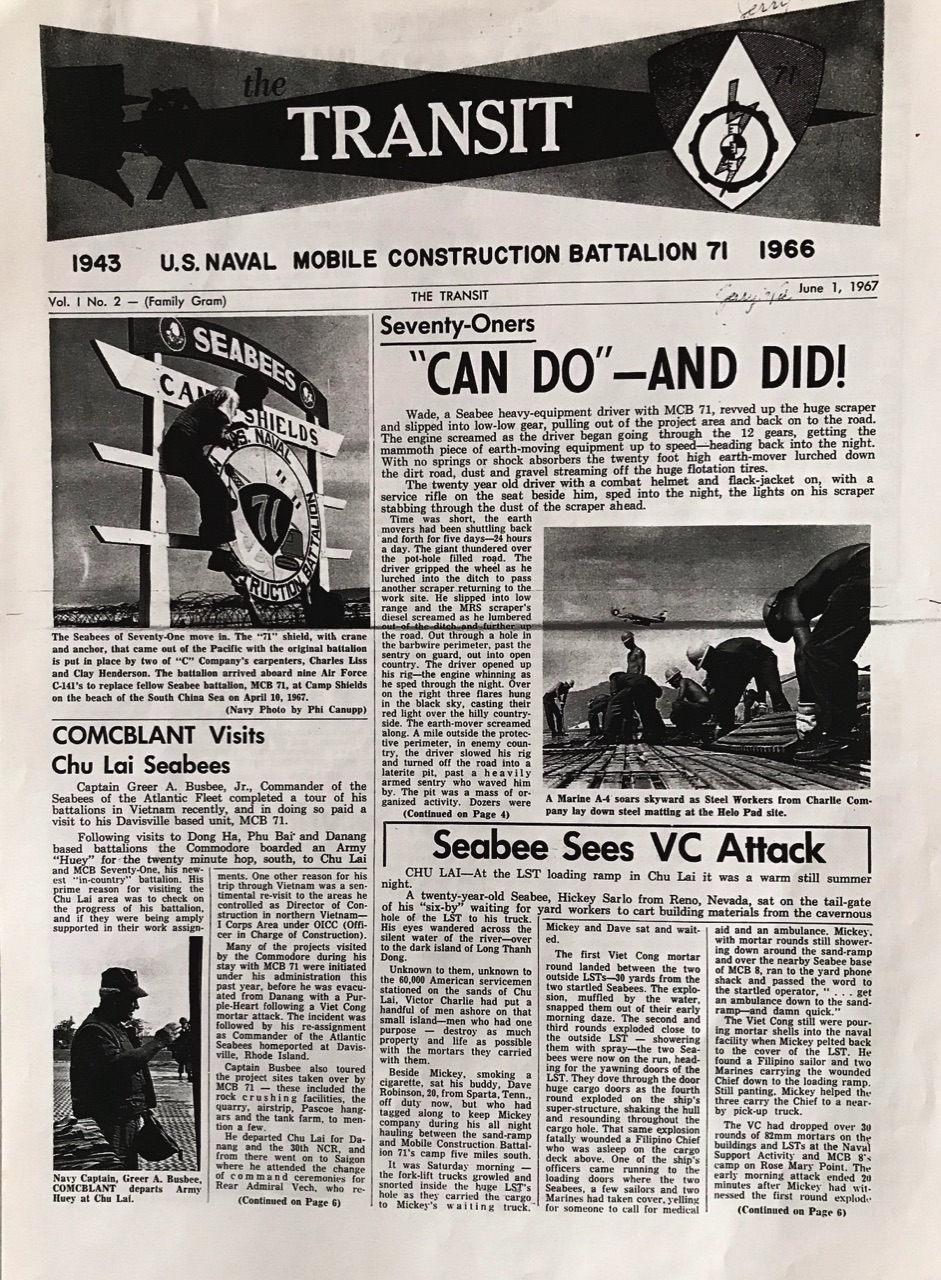 Jerry
the
TRANSIT
71
1943 U.S. NAVAL MOBILE CONSTRUCTION BATTALION 71 1966
Vol. I No. 2 — (Family Gram)
THE TRANSIT
June 1, 1967
SEABEES
CAMP SHIELDS
U.S. NAVAL
71
CONSTRUCTION BATTALION
The Seabees of Seventy-One move in. The "71" shield, with crane
and anchor, that came out of the Pacific with the original battalion
is put in place by two of "C" Company's carpenters, Charles Liss
and Clay Henderson. The battalion arrived aboard nine Air Force
C-141's to replace fellow Seabee battalion, MCB 71, at Camp Shields
on the beach of the South China Sea on April 10, 1967.
(Navy Photo by Phi Canupp)
COMCBLANT Visits
Chu Lai Seabees
Captain Greer A. Busbee, Jr., Commander of the
Seabees of the Atlantic Fleet completed a tour of his
battalions in Vietnam recently, and in doing so paid a
visit to his Davisville based unit, MCB 71.
Following visits to Dong Ha, Phu Bai and Danang
based battalions the Commodore boarded an Army
"Huey" for the twenty minute hop, south, to Chu Lai
and MCB Seventy-One, his new-
est "in-country" battalion. His
prime reason for visiting the
Chu Lai area was to check on
the progress of his battalion,
and if they were being amply
supported in their work assign-
Navy Captain, Greer A. Busbee,
COMCBLANT departs Army
Huey at Chu Lai.
ments. One other reason for his
trip through Vietnam was a sen-
timental re-visit to the areas he
controlled as Director of Con-
struction in northern Vietnam—
I Corps Area under OICC (Offi-
cer in Charge of Construction).
Many of the projects visited
by the Commodore during his
stay with MCB 71 were initiated
under his administration this
past year, before he was evacu-
ated from Danang with a Pur-
ple-Heart following a Viet Cong
mortar attack. The incident was
followed by his re-assignment
as Commander of the Atlantic
Seabees homeported at Davis-
ville, Rhode Island.
Captain Busbee also toured
the project sites taken over by
MCB 71 — these included the
rock crushing facilities, the
quarry, airstrip, Pascoe hang-
ars and the tank farm, to men-
tion a few.
He departed Chu Lai for Da-
nang and the 30th NCR, and
from there went on to Saigon
where he attended the change
of command ceremonies for
Rear Admiral Vech, who re-
(Continued on Page 6)
Seventy-Oners
"CAN DO"—AND DID!
Wade, a Seabee heavy-equipment driver with MCB 71, revved up the huge scraper
and slipped into low-low gear, pulling out of the project area and back on to the road.
The engine screamed as the driver began going through the 12 gears, getting the
mammoth piece of earth-moving equipment up to speed—heading back into the night.
With no springs or shock absorbers the twenty foot high earth-mover lurched down
the dirt road, dust and gravel streaming off the huge flotation tires.
The twenty year old driver with a combat helmet and flack-jacket on, with a
service rifle on the seat beside him, sped into the night, the lights on his scraper
stabbing through the dust of the scraper ahead.
Time was short, the earth
movers had been shuttling back
and forth for five days—24 hours
a day. The giant thundered over
the pot-hole filled road. The
driver gripped the wheel as he
lurched into the ditch to pass
another scraper returning to the
work site. He slipped into low
range and the MRS scraper's
diesel screamed as he lumbered
out of the ditch and further up
the road. Out through a hole in
the barbwire perimeter, past the
sentry on guard, out into open
country. The driver opened up
his rig—the engine whinning as
he sped through the night. Over
on the right three flares hung
in the black sky, casting their
red light over the hilly country-
side. The earth-mover screamed
along. A mile outside the protec-
tive perimeter, in enemy coun-
try, the driver slowed his rig
and turned off the road into a
laterite pit, past a heavily
armed sentry who waved him
by. The pit was a mass of or-
ganized activity. Dozers were
(Continued on Page 4)
A Marine A-4 soars skyward as Steel Workers from Charlie Com-
pany lay down steel matting at the Helo Pad site.
Seabee Sees VC Attack
CHU LAI—At the LST loading ramp in Chu Lai it was a warm still summer
night.
A twenty-year-old Seabee, Hickey Sarlo from Reno, Nevada, sat on the tail-gate
of his "six-by" waiting for yard workers to cart building materials from the cavernous
hole of the LST to his truck.
His eyes wandered across the
silent water of the river—over
to the dark island of Long Thanh
Dong.
Unknown to them, unknown to
the 60,000 American servicemen
stationed on the sands of Chu
Lai, Victor Charlie had put a
handful of men ashore on that
small island—men who had one
purpose — destroy as much
property and life as possible
with the mortars they carried
with them.
Beside Mickey, smoking a
cigarette, sat his buddy, Dave
Robinson, 20, from Sparta, Tenn.,
off duty now, but who had
tagged along to keep Mickey
company during his all night
hauling between the sand-ramp
and Mobile Construction Battal-
ion 71's camp five miles south.
It was Saturday morning —
the fork-lift trucks growled and
snorted inside the huge LST's
hole as they carried the cargo
to Mickey's waiting truck.
Mickey and Dave sat and wait-
ed.
The first Viet Cong mortar
round landed between the two
outside LSTs—30 yards from the
two startled Seabees. The explo-
sion, muffled by the water,
snapped them out of their early
morning daze. The second and
third rounds exploded close to
the outside LST — showering
them with spray—the two Sea-
bees were now on the run, head-
ing for the yawning doors of the
LST. They dove through the door
huge cargo doors as the fourth
round exploded on the ship's
super-structure, shaking the hull
and resounding throughout the
cargo hole. That same explosion
fatally wounded a Filipino Chief
who was asleep on the cargo
deck above. One of the ship's
officers came running to the
loading doors where the two
Seabees, a few sailors and two
Marines had taken cover, yelling
for someone to call for medical
aid and an ambulance. Mickey,
with mortar rounds still shower-
ing down around the sand-ramp
and over the nearby Seabee base
of MCB 8, ran to the yard phone
shack and passed the word to
the startled operator, " . . . get
an ambulance down to the sand-
ramp—and damn quick."
The Viet Cong still were pour-
ing mortar shells into the naval
facility when Mickey pelted back
to the cover of the LST. He
found a Filipino sailor and two
Marines carrying the wounded
Chief down to the loading ramp.
Still panting, Mickey helped the
three carry the Chief to a near-
by pick-up truck.
The VC had dropped over 30
rounds of 82mm mortars on the
buildings and LSTs at the Naval
Support Activity and MCB 8's
camp on Rose Mary Point. The
early morning attack ended 20
minutes after Mickey had wit-
nessed the first round explode
(Continued on Page 6)